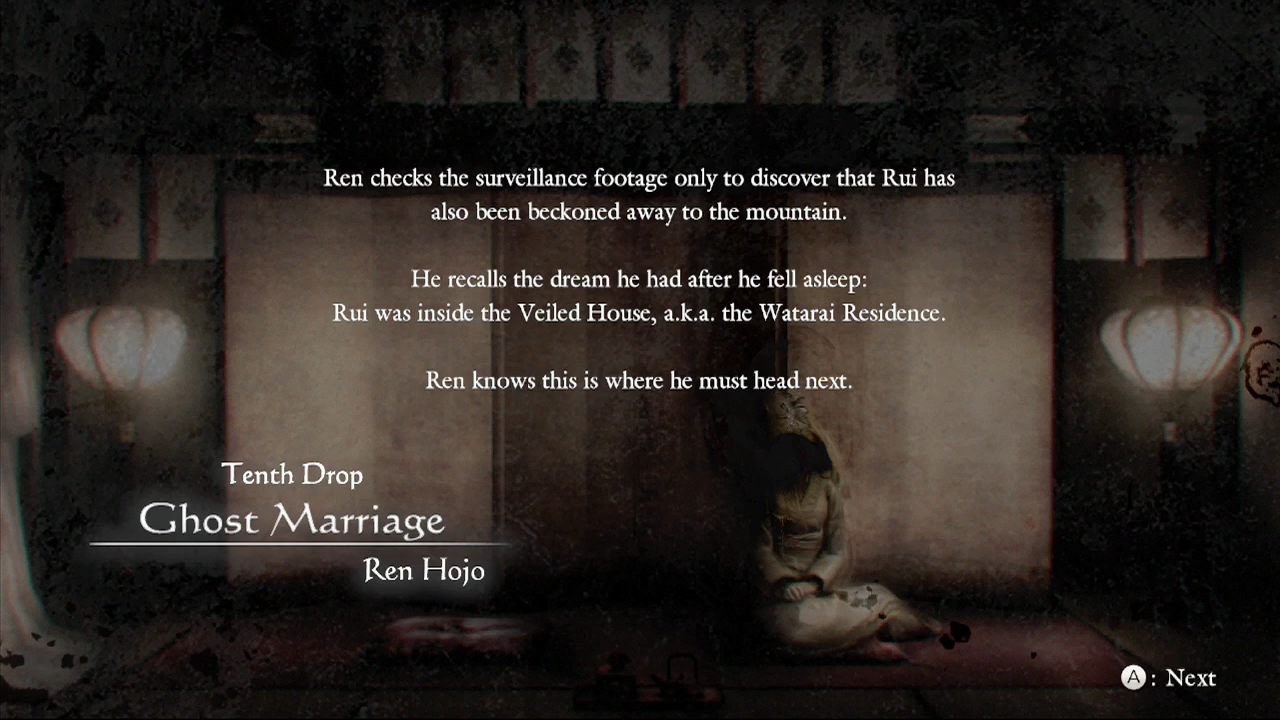 Ren checks the surveillance footage only to discover that Rui has
also been beckoned away to the mountain.
He recalls the dream he had after he fell asleep:
Rui was inside the Veiled House, a.k.a. the Watarai Residence.
Ren knows this is where he must head next.
Tenth Drop
Ghost Marriage
Ren Hojo
A: Next